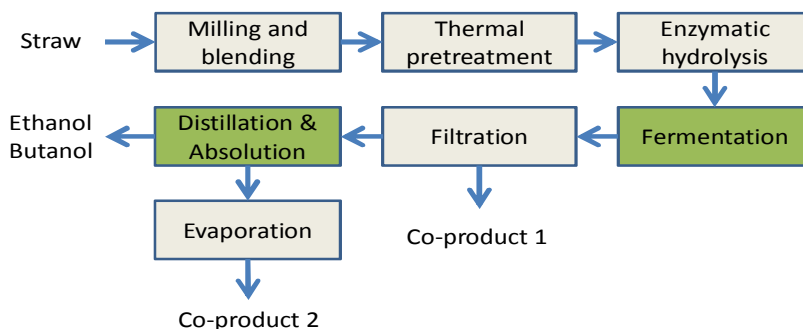 Straw
Milling and
blending
Thermal
pretreatment
Enzymatic
hydrolysis
Ethanol
Butanol
Distillation &
Absolution
Filtration
Fermentation
Evaporation
Co-product 1
Co-product 2